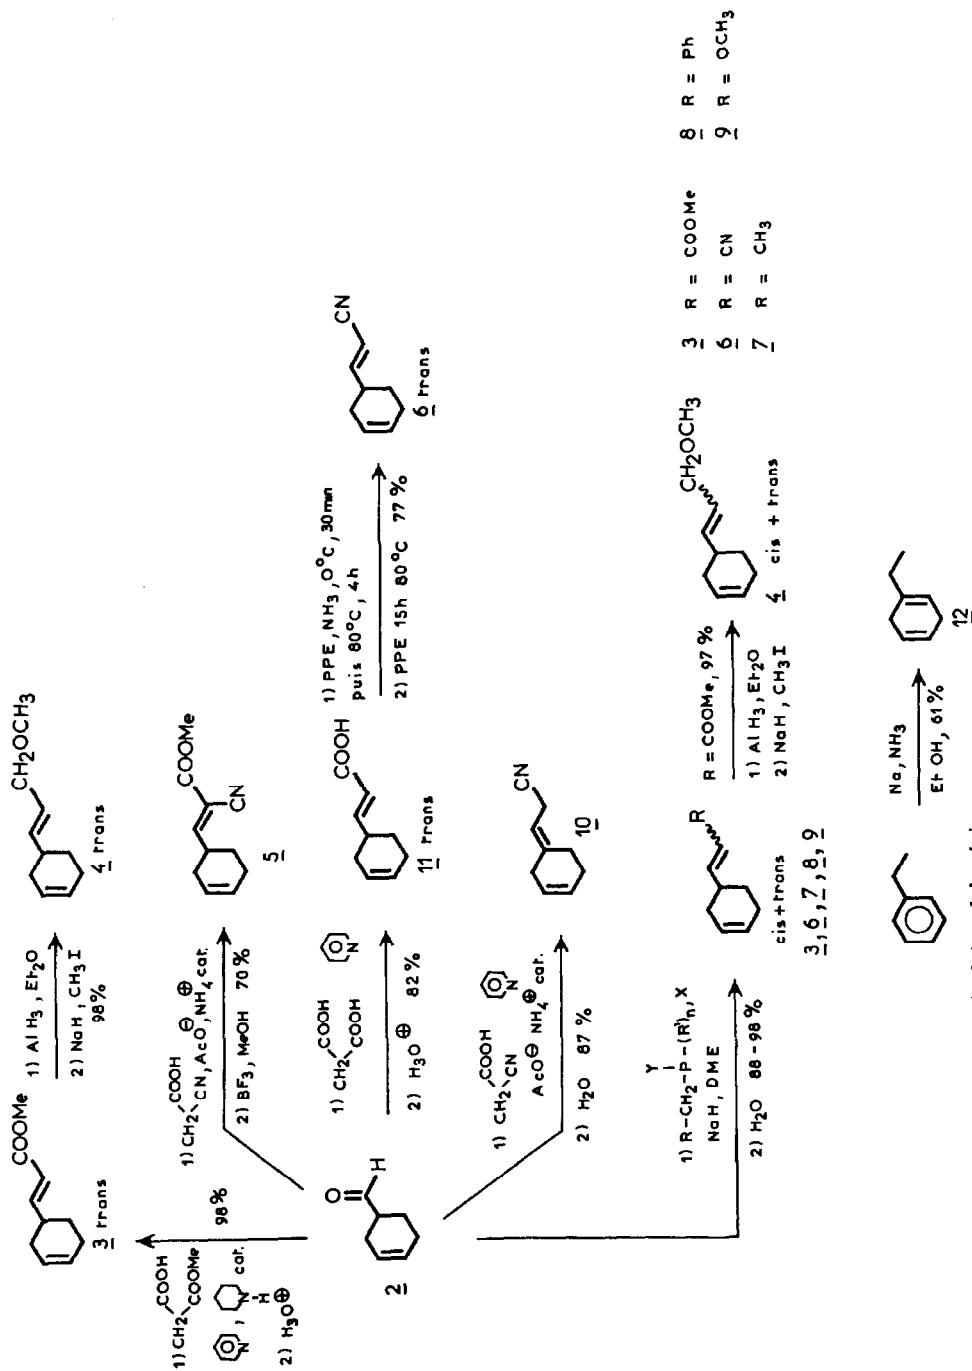 COOMe
3 trans
1) AlH3, Et2O
2) NaH, CH3I
98%
CH2OCH3
4 trans
1) CH2
COOH
COOMe
N
,
N
H
cat.
2) H3O⊕
98%
1) CH2
COOH
CN, AcO⊖, NH4⊕ cat.
2) BF3, MeOH 70%
COOMe
CN
5
O
H
2
1) CH2
COOH
COOH
N
2) H3O⊕ 82%
COOH
11 trans
1) PPE, NH3, 0°C, 30min
puis 80°C, 4h
2) PPE 15h 80°C 77%
CN
6 trans
1) CH2
COOH
CN
N
AcO⊖ NH4⊕ cat.
2) H2O 87%
CN
10
Y
1) R-CH2-P-(R')n, X
NaH, DME
2) H2O 88-98%
R
cis+trans
3, 6, 7, 8, 9
R = COOMe, 97%
1) AlH3, Et2O
2) NaH, CH3I
CH2OCH3
4 cis + trans
3 R = COOMe
6 R = CN
7 R = CH3
8 R = Ph
9 R = OCH3
Na, NH3
EtOH, 61%
12